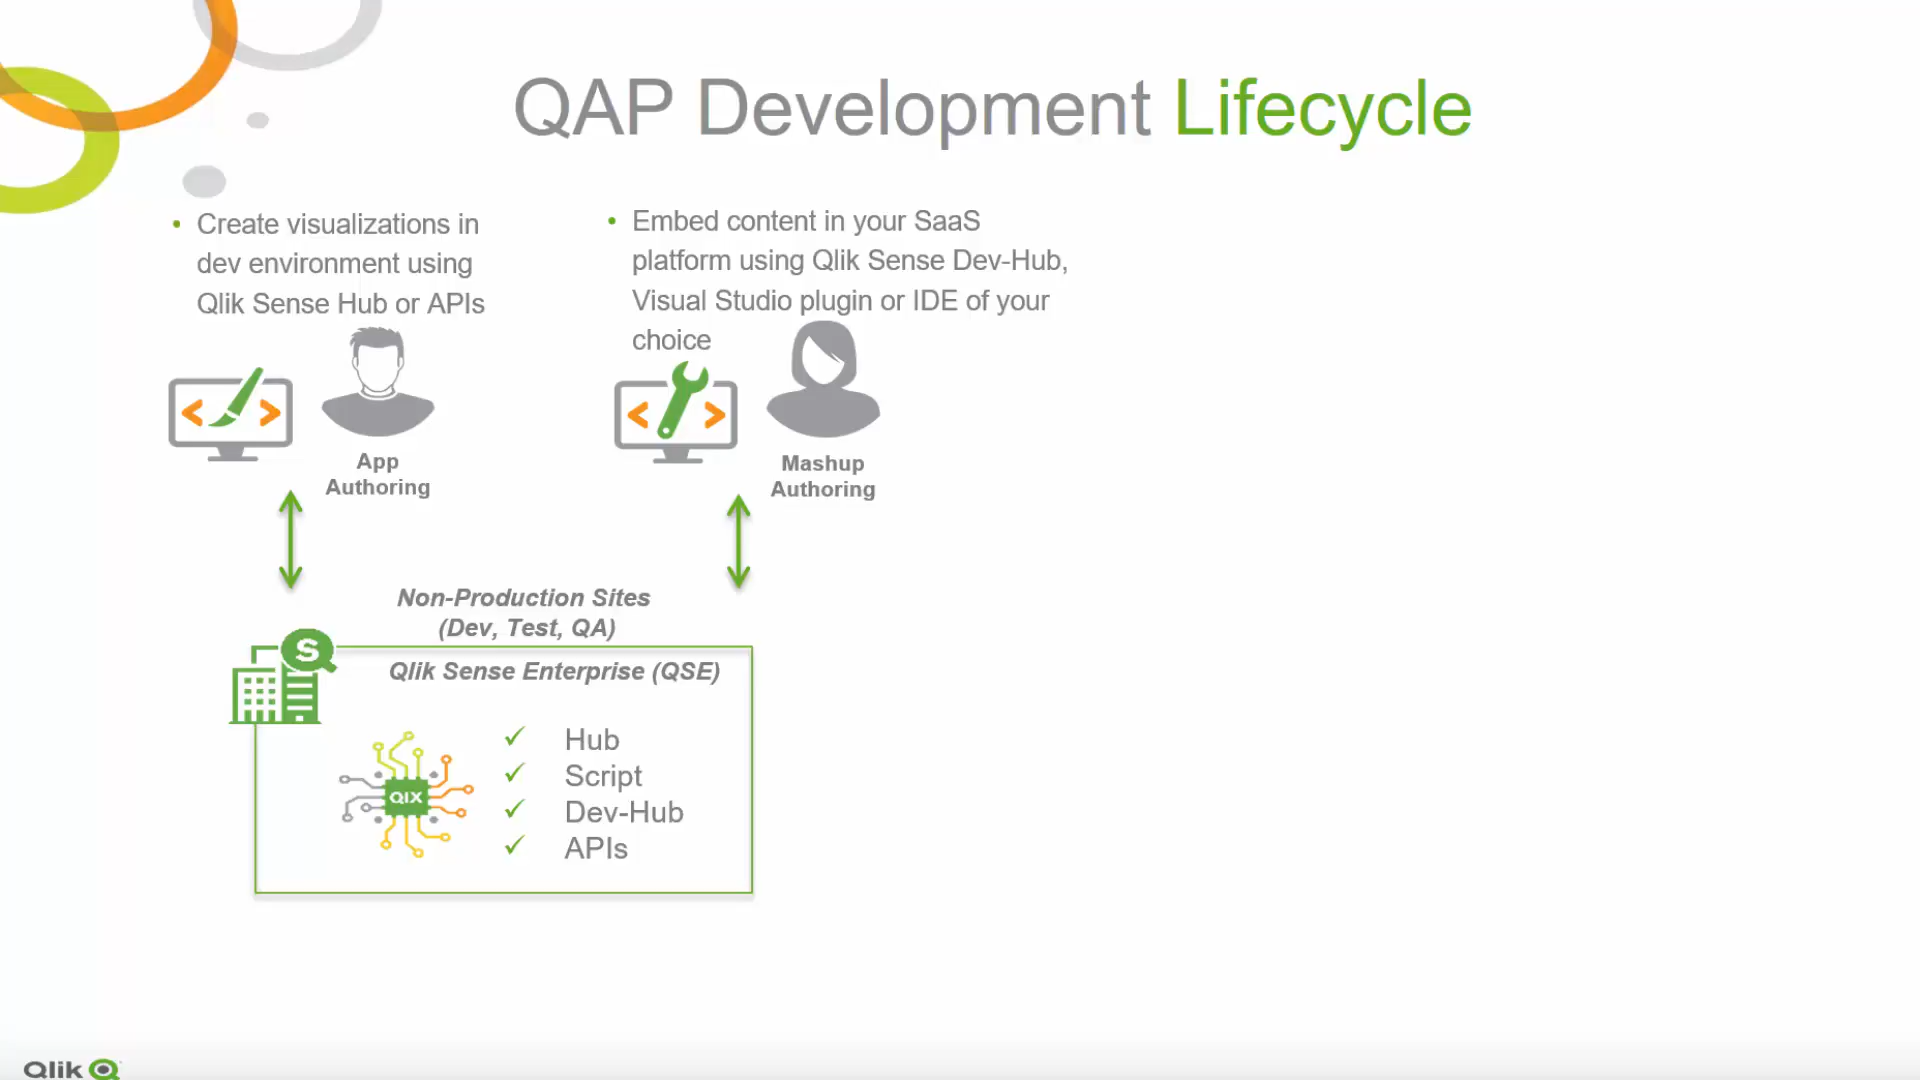 QAP Development Lifecycle
• Create visualizations in
dev environment using
Qlik Sense Hub or APIs
• Embed content in your SaaS
platform using Qlik Sense Dev-Hub,
Visual Studio plugin or IDE of your
choice
< >
App
Authoring
< >
Mashup
Authoring
Non-Production Sites
(Dev, Test, QA)
S
Qlik Sense Enterprise (QSE)
QIX
✓ Hub
✓ Script
✓ Dev-Hub
✓ APIs
Qlik